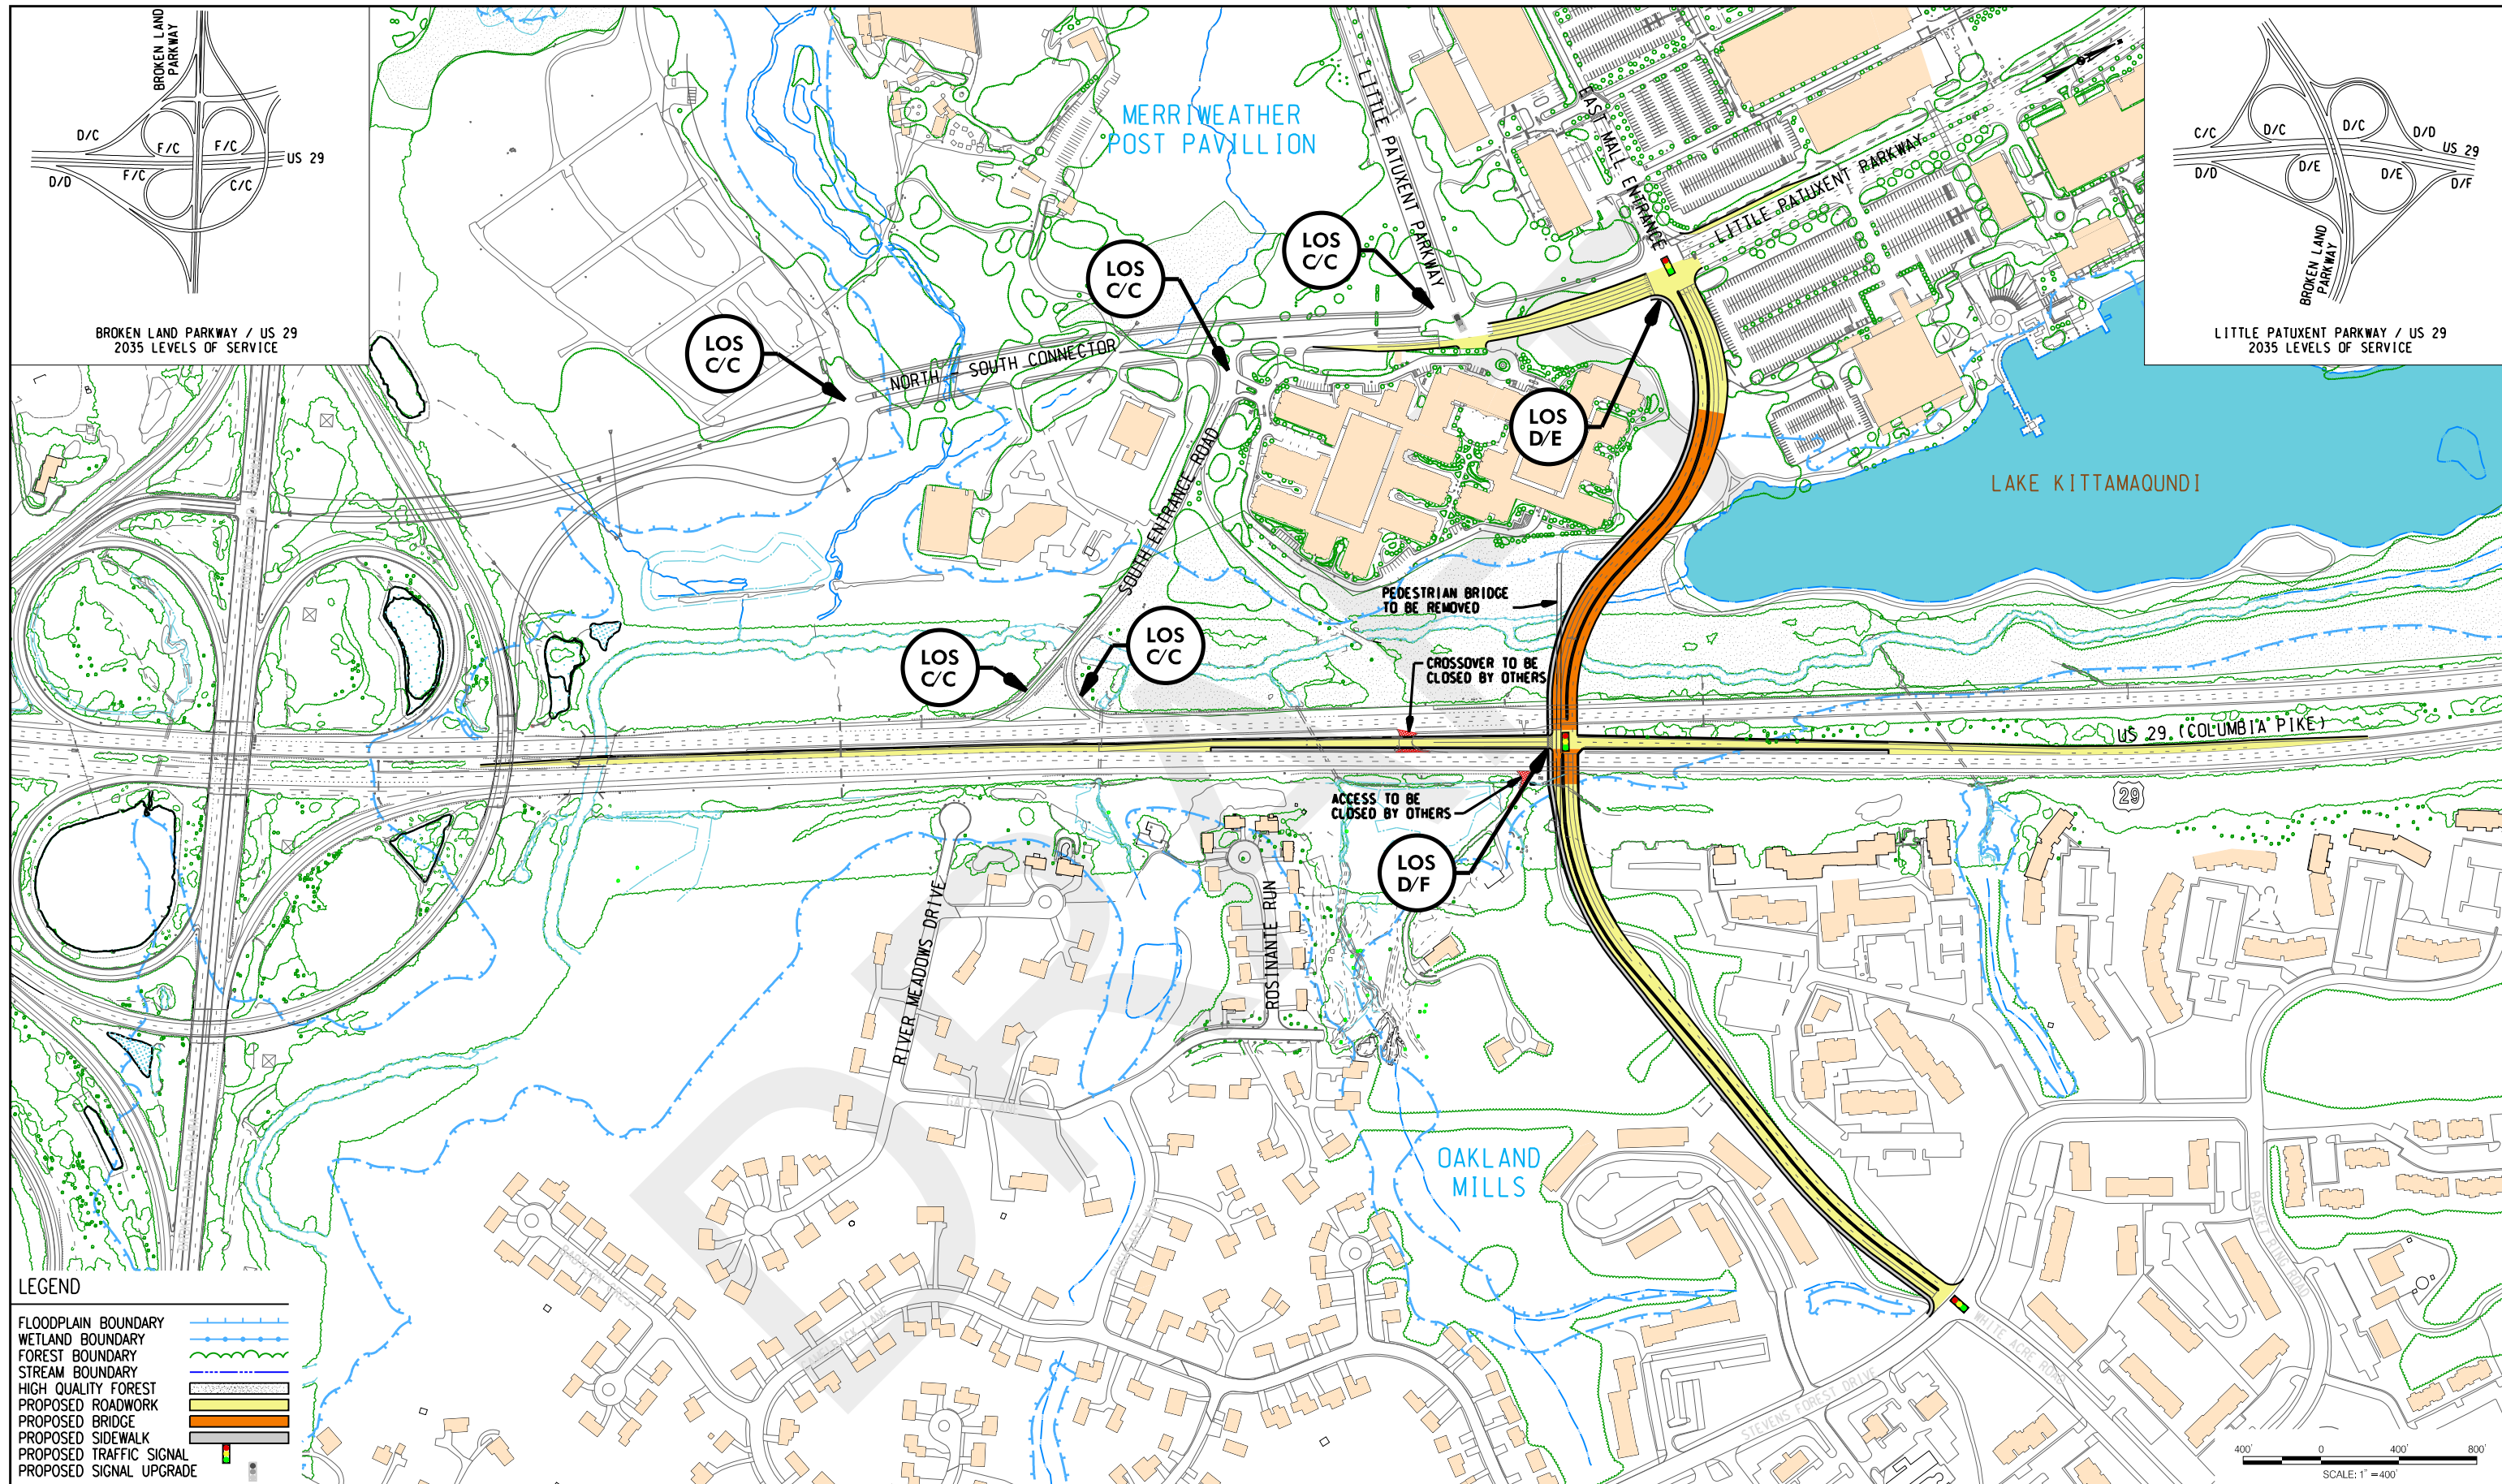 BROKEN LAND
PARKWAY
D/C
F/C
F/C
US 29
D/D
F/C
C/C
BROKEN LAND PARKWAY / US 29
2035 LEVELS OF SERVICE
MERRIWEATHER
POST PAVILLION
LITTLE PATUXENT PARKWAY
EAST MALL ENTRANCE
LITTLE PATUXENT PARKWAY
C/C
D/C
D/C
D/D
US 29
D/D
D/E
D/E
D/F
BROKEN LAND
PARKWAY
LITTLE PATUXENT PARKWAY / US 29
2035 LEVELS OF SERVICE
LOS
C/C
LOS
C/C
LOS
C/C
NORTH - SOUTH CONNECTOR
LOS
D/E
SOUTH ENTRANCE ROAD
LAKE KITTAMAQUNDI
PEDESTRIAN BRIDGE
TO BE REMOVED
LOS
C/C
LOS
C/C
CROSSOVER TO BE
CLOSED BY OTHERS
US 29 (COLUMBIA PIKE)
29
ACCESS TO BE
CLOSED BY OTHERS
LOS
D/F
RIVER MEADOWS DRIVE
ROSINANTE RUN
DRAFT
OAKLAND
MILLS
WHITE ACRE ROAD
STEVENS FOREST DRIVE
LEGEND
FLOODPLAIN BOUNDARY
WETLAND BOUNDARY
FOREST BOUNDARY
STREAM BOUNDARY
HIGH QUALITY FOREST
PROPOSED ROADWORK
PROPOSED BRIDGE
PROPOSED SIDEWALK
PROPOSED TRAFFIC SIGNAL
PROPOSED SIGNAL UPGRADE
400' 0 400' 800'
SCALE: 1" = 400'